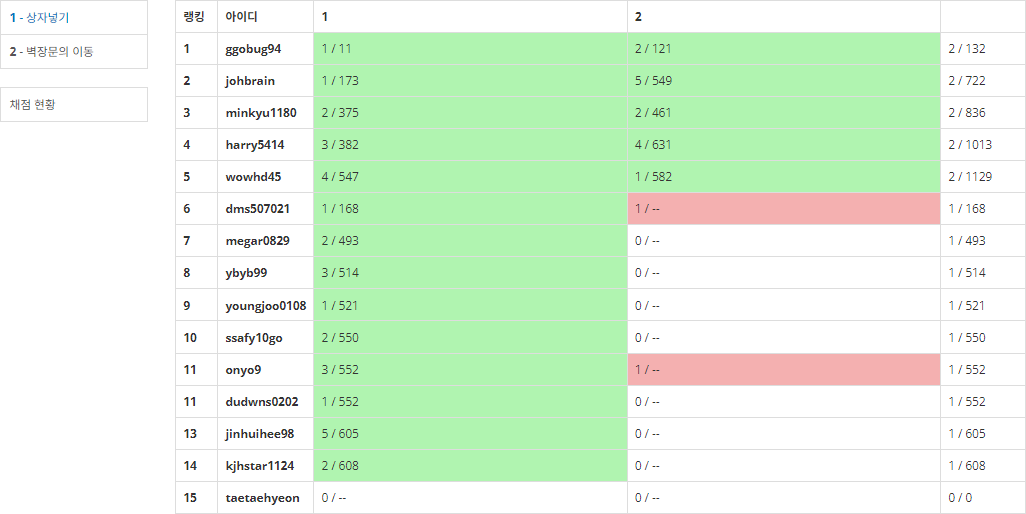 1 - 상자넣기
2 - 벽장문의 이동
채점 현황
랭킹 아이디 1 2
1 ggobug94 1 / 11 2 / 121 2 / 132
2 johbrain 1 / 173 5 / 549 2 / 722
3 minkyu1180 2 / 375 2 / 461 2 / 836
4 harry5414 3 / 382 4 / 631 2 / 1013
5 wowhd45 4 / 547 1 / 582 2 / 1129
6 dms507021 1 / 168 1 / -- 1 / 168
7 megar0829 2 / 493 0 / -- 1 / 493
8 ybyb99 3 / 514 0 / -- 1 / 514
9 youngjoo0108 1 / 521 0 / -- 1 / 521
10 ssafy10go 2 / 550 0 / -- 1 / 550
11 onyo9 3 / 552 1 / -- 1 / 552
11 dudwns0202 1 / 552 0 / -- 1 / 552
13 jinhuihee98 5 / 605 0 / -- 1 / 605
14 kjhstar1124 2 / 608 0 / -- 1 / 608
15 taetaehyeon 0 / -- 0 / -- 0 / 0